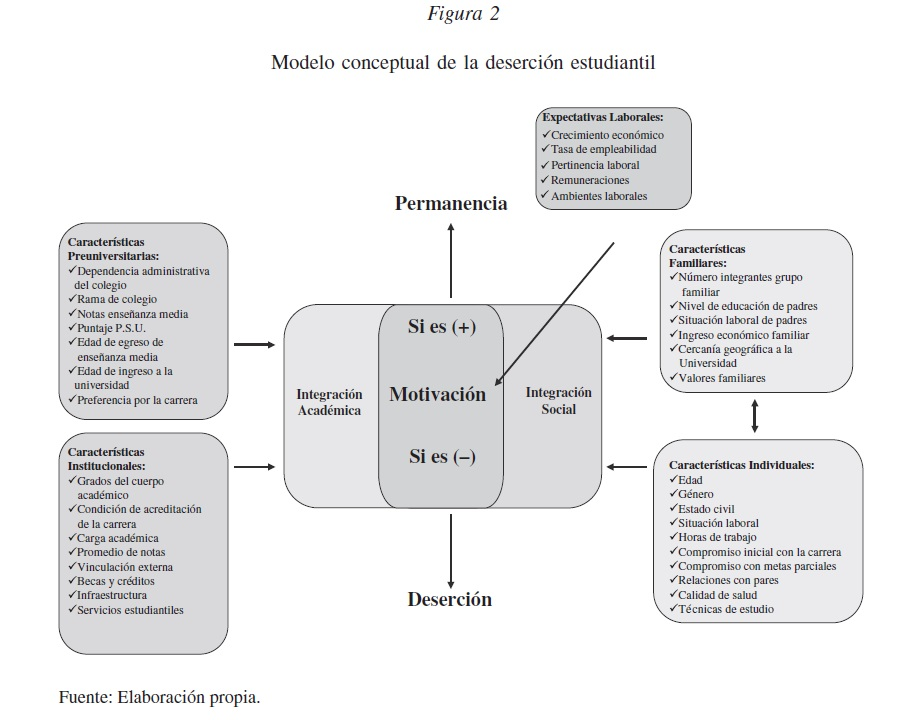 Figura 2
Modelo conceptual de la deserción estudiantil
Expectativas Laborales:
✓Crecimiento económico
✓Tasa de empleabilidad
✓Pertinencia laboral
✓Remuneraciones
✓Ambientes laborales
Permanencia
Características
Preuniversitarias:
✓Dependencia administrativa
del colegio
✓Rama de colegio
✓Notas enseñanza media
✓Puntaje P.S.U.
✓Edad de egreso de
enseñanza media
✓Edad de ingreso a la
universidad
✓Preferencia por la carrera
Características
Institucionales:
✓Grados del cuerpo
académico
✓Condición de acreditación
de la carrera
✓Carga académica
✓Promedio de notas
✓Vinculación externa
✓Becas y créditos
✓Infraestructura
✓Servicios estudiantiles
Integración
Académica
Si es (+)
Motivación
Si es (–)
Integración
Social
Deserción
Características
Familiares:
✓Número integrantes grupo
familiar
✓Nivel de educación de padres
✓Situación laboral de padres
✓Ingreso económico familiar
✓Cercanía geográfica a la
Universidad
✓Valores familiares
Características Individuales:
✓Edad
✓Género
✓Estado civil
✓Situación laboral
✓Horas de trabajo
✓Compromiso inicial con la carrera
✓Compromiso con metas parciales
✓Relaciones con pares
✓Calidad de salud
✓Técnicas de estudio
Fuente: Elaboración propia.